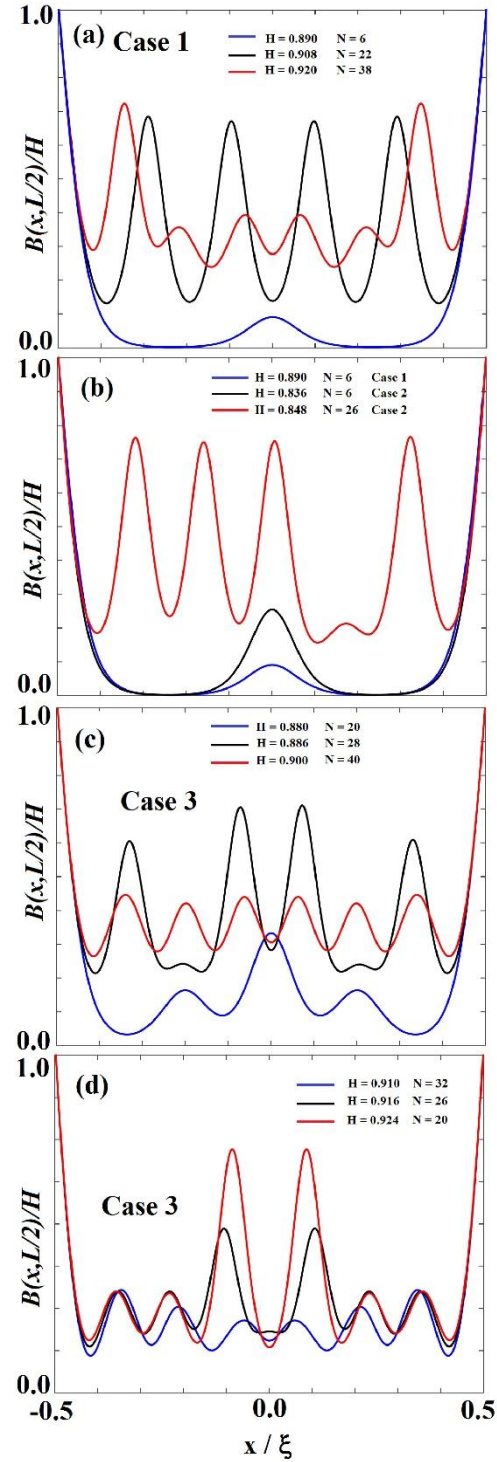 1.0
(a) Case 1
H = 0.890 N = 6
H = 0.908 N = 22
H = 0.920 N = 38
B(x,L/2)/H
0.0
1.0
(b)
H = 0.890 N = 6 Case 1
H = 0.836 N = 6 Case 2
H = 0.848 N = 26 Case 2
B(x,L/2)/H
0.0
1.0
(c)
H = 0.880 N = 20
H = 0.886 N = 28
H = 0.900 N = 40
Case 3
B(x,L/2)/H
0.0
1.0
(d)
H = 0.910 N = 32
H = 0.916 N = 26
H = 0.924 N = 20
Case 3
B(x,L/2)/H
0.0
-0.5 0.0 0.5
x / ξ